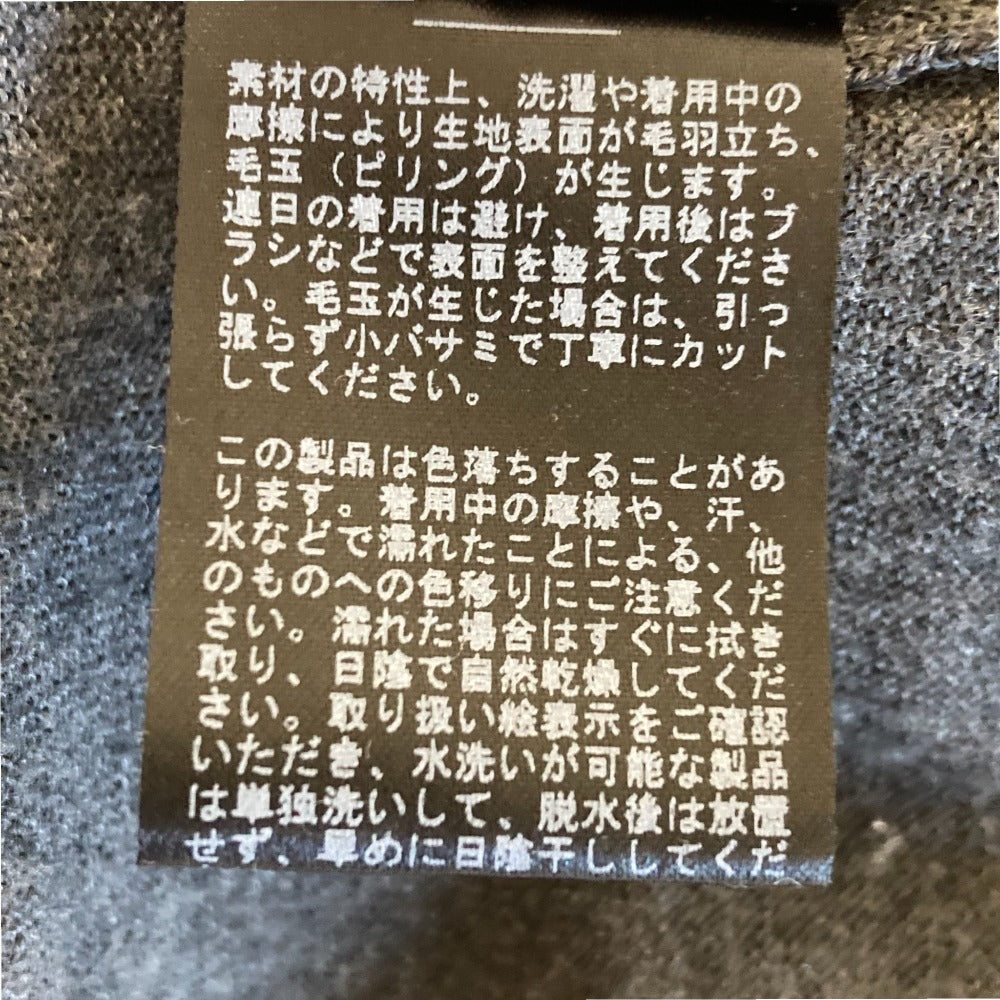 素材の特性上、洗濯や着用中の
摩擦により生地表面が毛羽立ち、
毛玉（ピリング）が生じます。
連日の着用は避け、着用後はブ
ラシなどで表面を整えてくださ
い。毛玉が生じた場合は、引っ
張らず小バサミで丁寧にカット
してください。
この製品は色落ちすることがあ
ります。着用中の摩擦や、汗、
水などで濡れたことによる、他
のものへの色移りにご注意くだ
さい。濡れた場合はすぐに拭き
取り、日陰で自然乾燥してくだ
さい。取り扱い絵表示をご確認
いただき、水洗いが可能な製品
は単独洗いして、脱水後は放置
せず、早めに日陰干ししてくだ